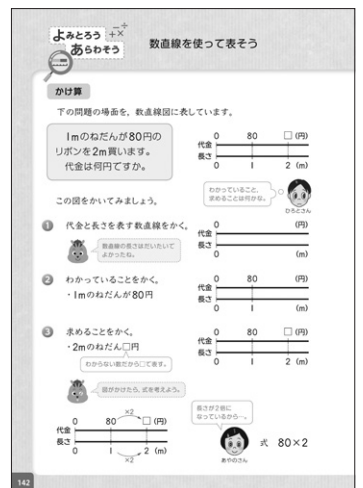 よみとろう
あらわそう
数直線を使って表そう
かけ算
下の問題の場面を，数直線図に表しています。
1mのねだんが80円の
リボンを2m買います。
代金は何円ですか。
0 80 □ (円)
代金
長さ
0 1 2 (m)
わかっていること，
求めることは何かな。
ひろとさん
この図をかいてみましょう。
1 代金と長さを表す数直線をかく。
数直線の長さはだいたいで
よかったね。
0 (円)
代金
長さ
0 (m)
2 わかっていることをかく。
・1mのねだんが80円
0 80 (円)
代金
長さ
0 1 (m)
3 求めることをかく。
・2mのねだん□円
わからない数だから□で表す。
0 80 □ (円)
代金
長さ
0 1 2 (m)
図がかけたら，式を考えよう。
×2
0 80 □ (円)
代金
長さ
0 1 2 (m)
×2
長さが2倍に
なっているから…。
あやのさん
式 80×2
142